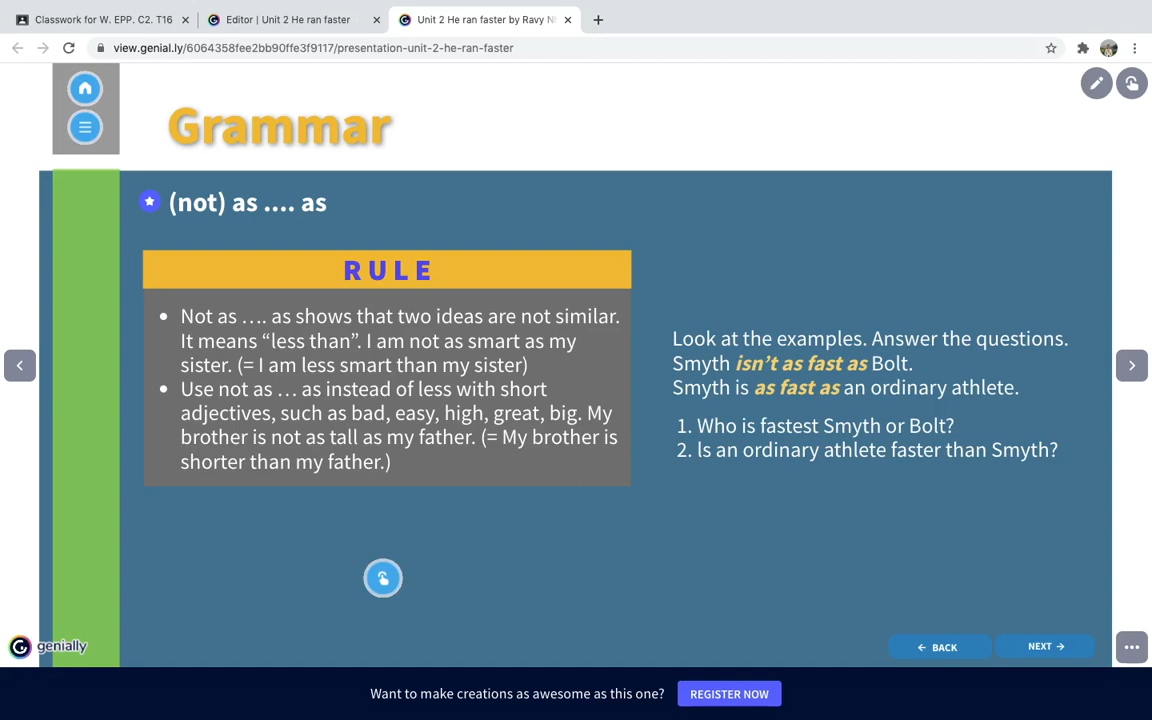 Classwork for W. EPP. C2. T16
Editor | Unit 2 He ran faster
Unit 2 He ran faster by Ravy
view.genial.ly/6064358fee2bb90ffe3f9117/presentation-unit-2-he-ran-faster
Grammar
(not) as .... as
RULE
Not as .... as shows that two ideas are not similar.
It means “less than”. I am not as smart as my
sister. (= I am less smart than my sister)
Use not as ... as instead of less with short
adjectives, such as bad, easy, high, great, big. My
brother is not as tall as my father. (= My brother is
shorter than my father.)
Look at the examples. Answer the questions.
Smyth isn’t as fast as Bolt.
Smyth is as fast as an ordinary athlete.
1. Who is fastest Smyth or Bolt?
2. Is an ordinary athlete faster than Smyth?
genially
← BACK
NEXT →
Want to make creations as awesome as this one?
REGISTER NOW